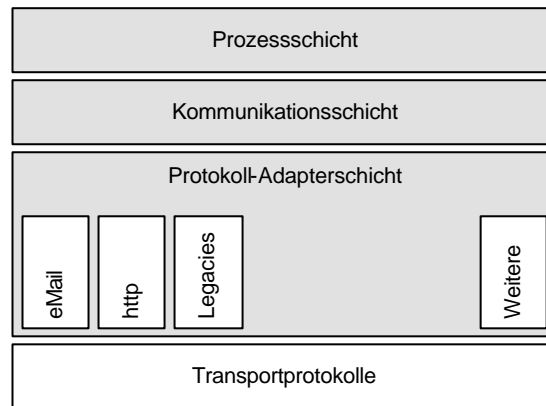 Prozessschicht
Kommunikationsschicht
Protokoll-Adapterschicht
eMail
http
Legacies
Weitere
Transportprotokolle